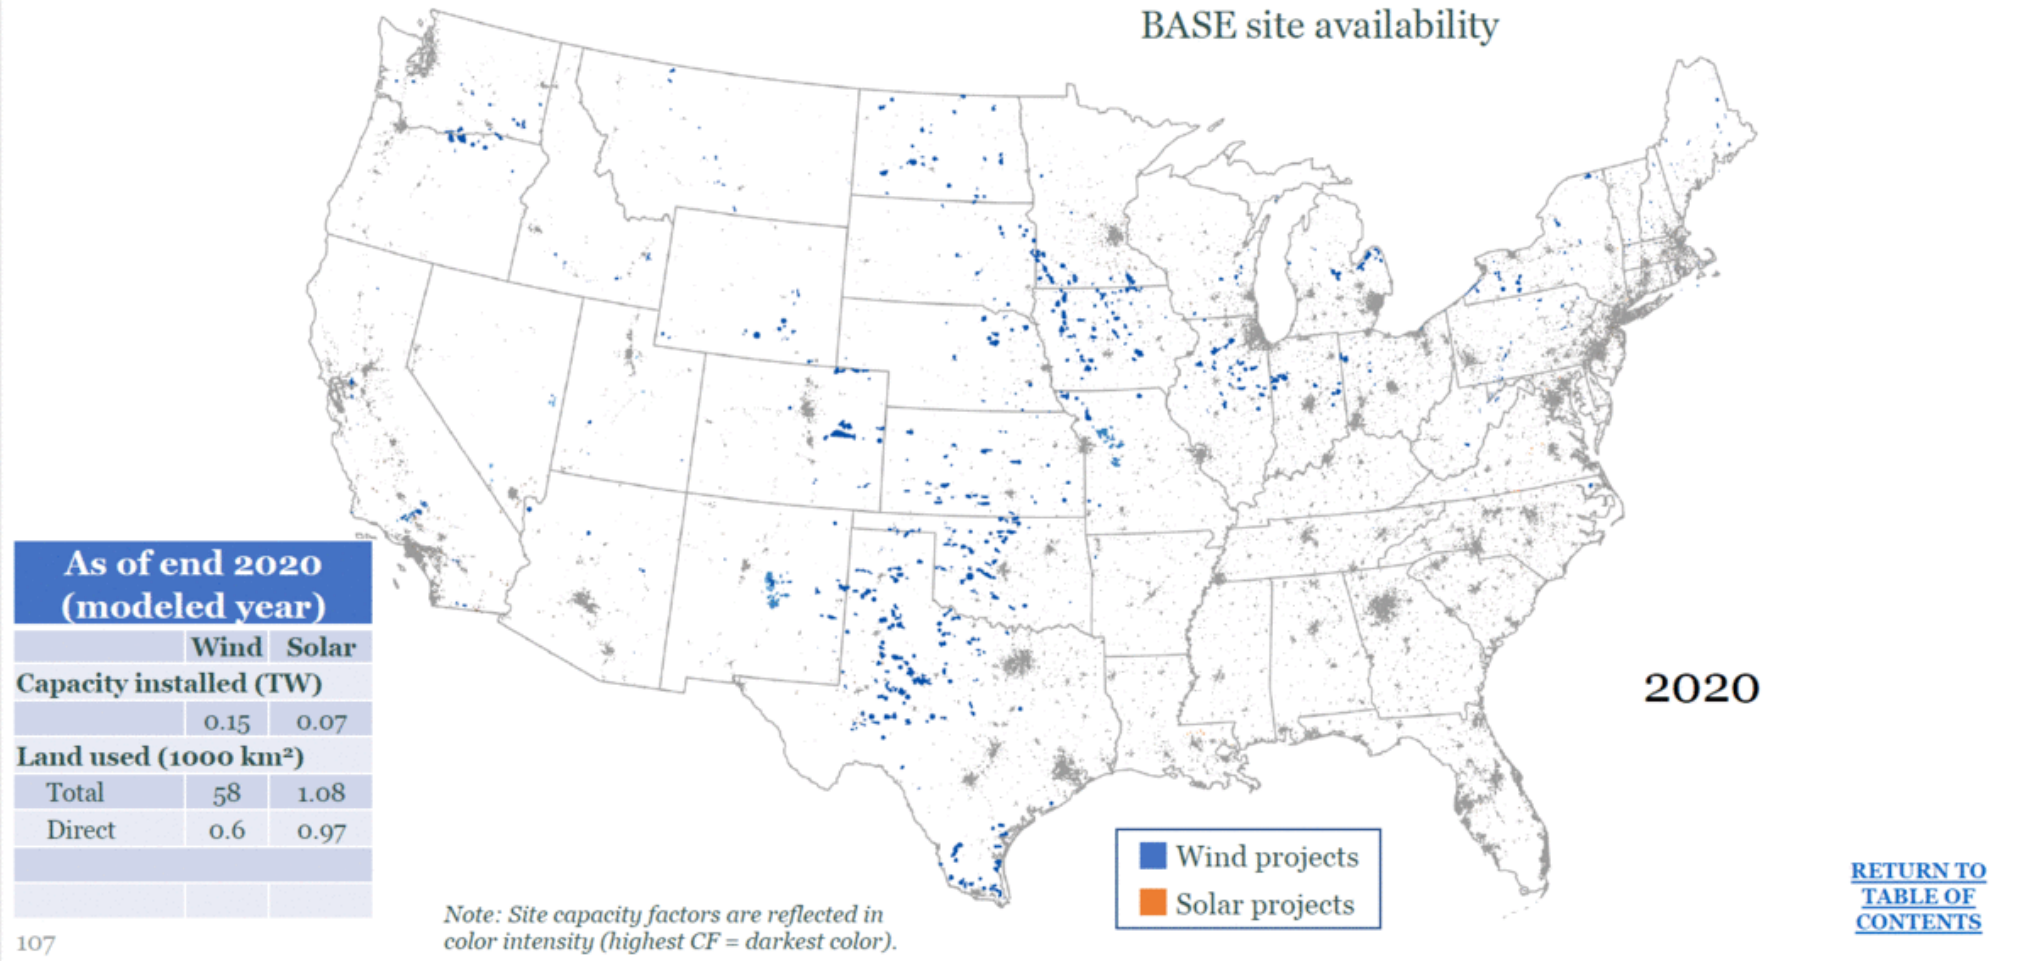 BASE site availability
As of end 2020
(modeled year)
Wind Solar
Capacity installed (TW)
0.15 0.07
Land used (1000 km²)
Total 58 1.08
Direct 0.6 0.97
2020
Wind projects
Solar projects
Note: Site capacity factors are reflected in
color intensity (highest CF = darkest color).
RETURN TO
TABLE OF
CONTENTS
107